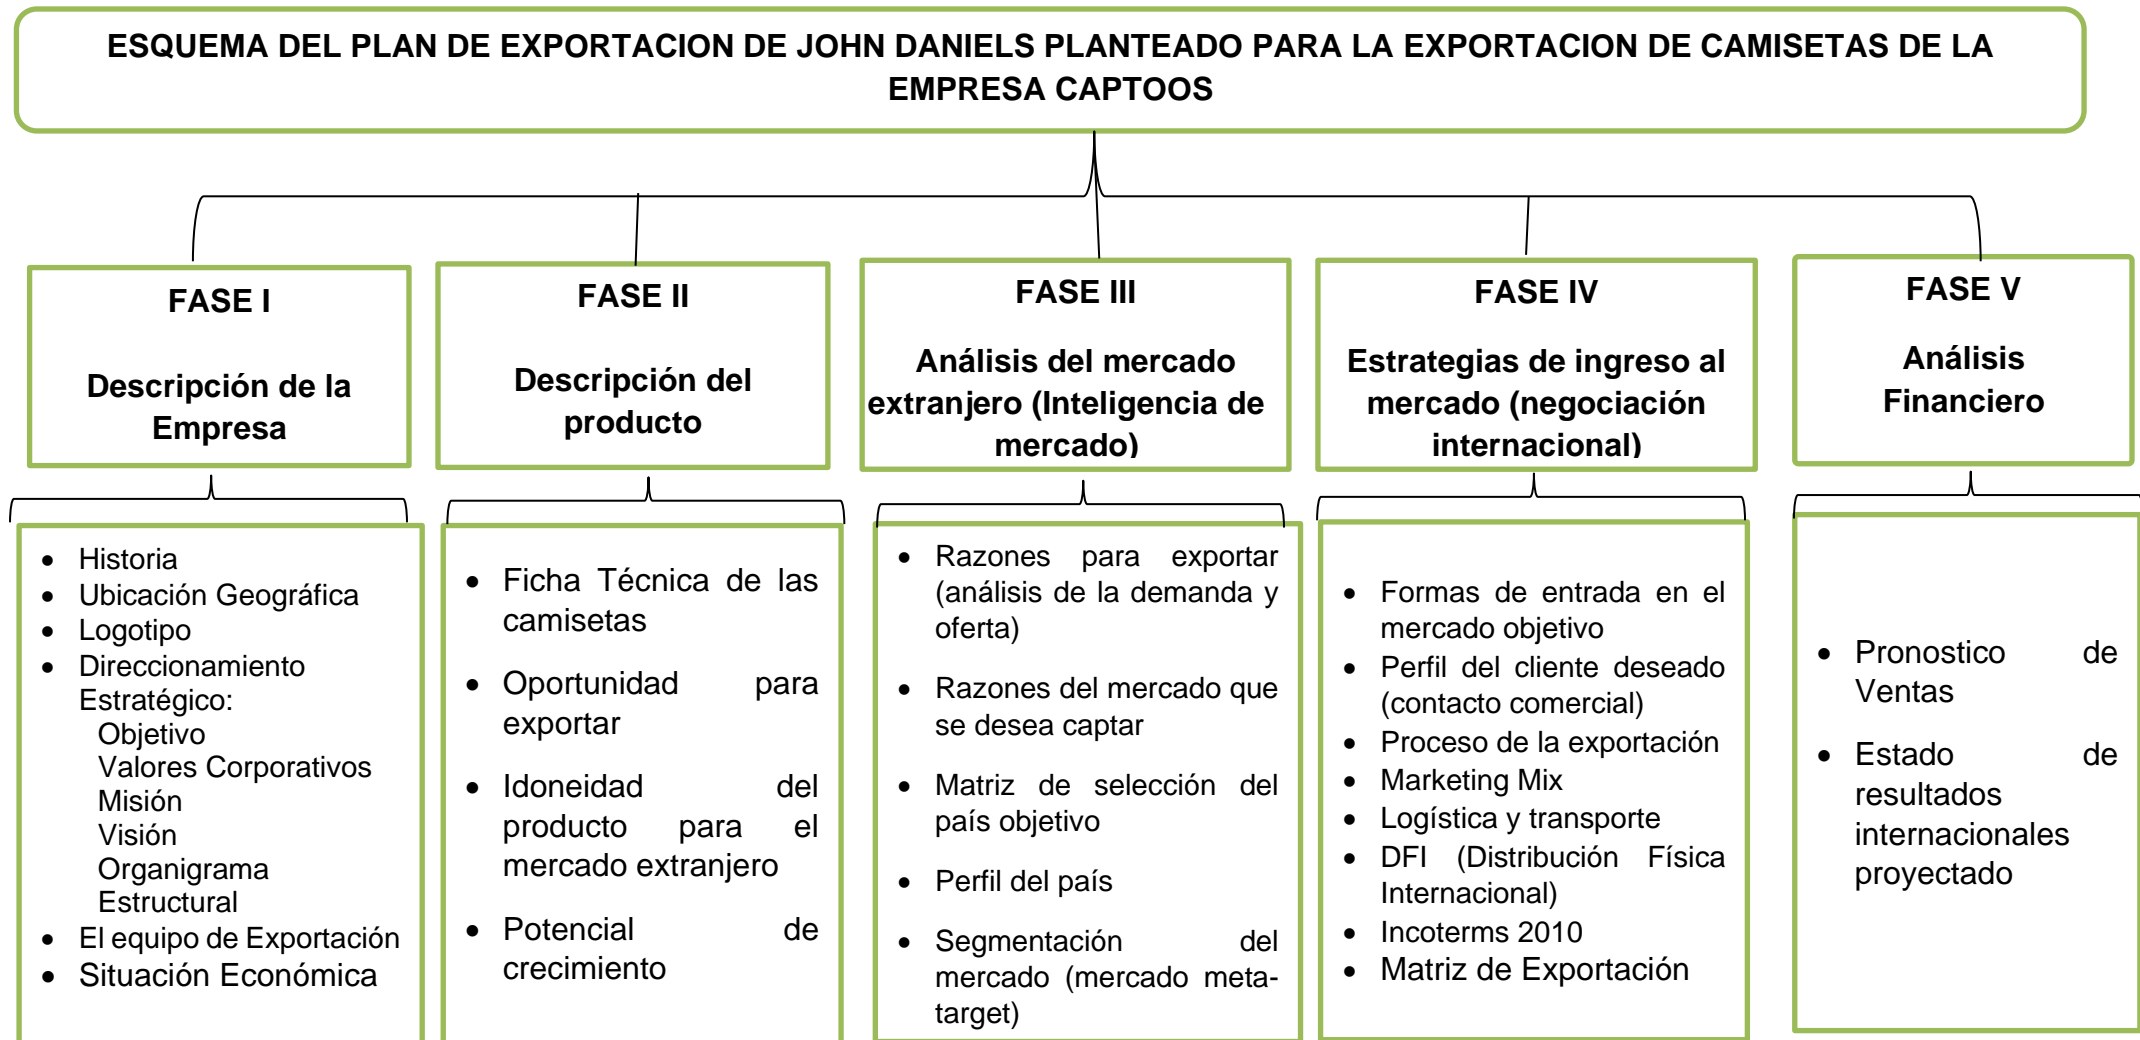 ESQUEMA DEL PLAN DE EXPORTACION DE JOHN DANIELS PLANTEADO PARA LA EXPORTACION DE CAMISETAS DE LA
EMPRESA CAPTOOS
FASE I
Descripción de la
Empresa
• Historia
• Ubicación Geográfica
• Logotipo
• Direccionamiento
Estratégico:
Objetivo
Valores Corporativos
Misión
Visión
Organigrama
Estructural
• El equipo de Exportación
• Situación Económica
FASE II
Descripción del
producto
• Ficha Técnica de las
camisetas
• Oportunidad para
exportar
• Idoneidad del
producto para el
mercado extranjero
• Potencial de
crecimiento
FASE III
Análisis del mercado
extranjero (Inteligencia de
mercado)
• Razones para exportar
(análisis de la demanda y
oferta)
• Razones del mercado que
se desea captar
• Matriz de selección del
país objetivo
• Perfil del país
• Segmentación del
mercado (mercado meta-
target)
FASE IV
Estrategias de ingreso al
mercado (negociación
internacional)
• Formas de entrada en el
mercado objetivo
• Perfil del cliente deseado
(contacto comercial)
• Proceso de la exportación
• Marketing Mix
• Logística y transporte
• DFI (Distribución Física
Internacional)
• Incoterms 2010
• Matriz de Exportación
FASE V
Análisis
Financiero
• Pronostico de
Ventas
• Estado de
resultados
internacionales
proyectado